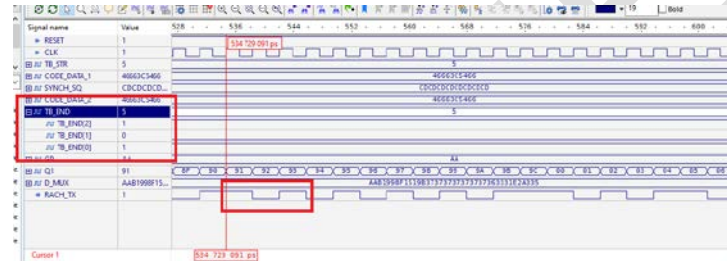 19 Bold
Signal name Value 528 536 544 552 560 568 576 584 592 600
RESET 1
534 729 091 ps
CLK 1
TB_STR 5 5
CODE_DATA_1 46663C5466 46663C5466
SYNCH_SQ CDCDCDCD... CDCDCDCDCDCDCDCD
CODE_DATA_2 46663C5466 46663C5466
TB_END 5 5
TB_END[2] 1
TB_END[1] 0
TB_END[0] 1
GP AA AA
Q1 91 8F 90 91 92 93 94 95 96 97 98 99 9A 9B 9C 00 01 02 03 04 05 06
D_MUX AAB1998F15...
RACH_TX 1
Cursor 1 534 729 091 ps